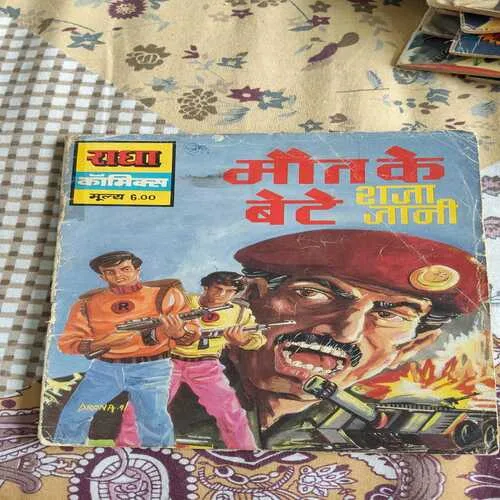 राधा
कॉमिक्स
मूल्य 6.00
मौत के
बेटे
राजा
जानी
R